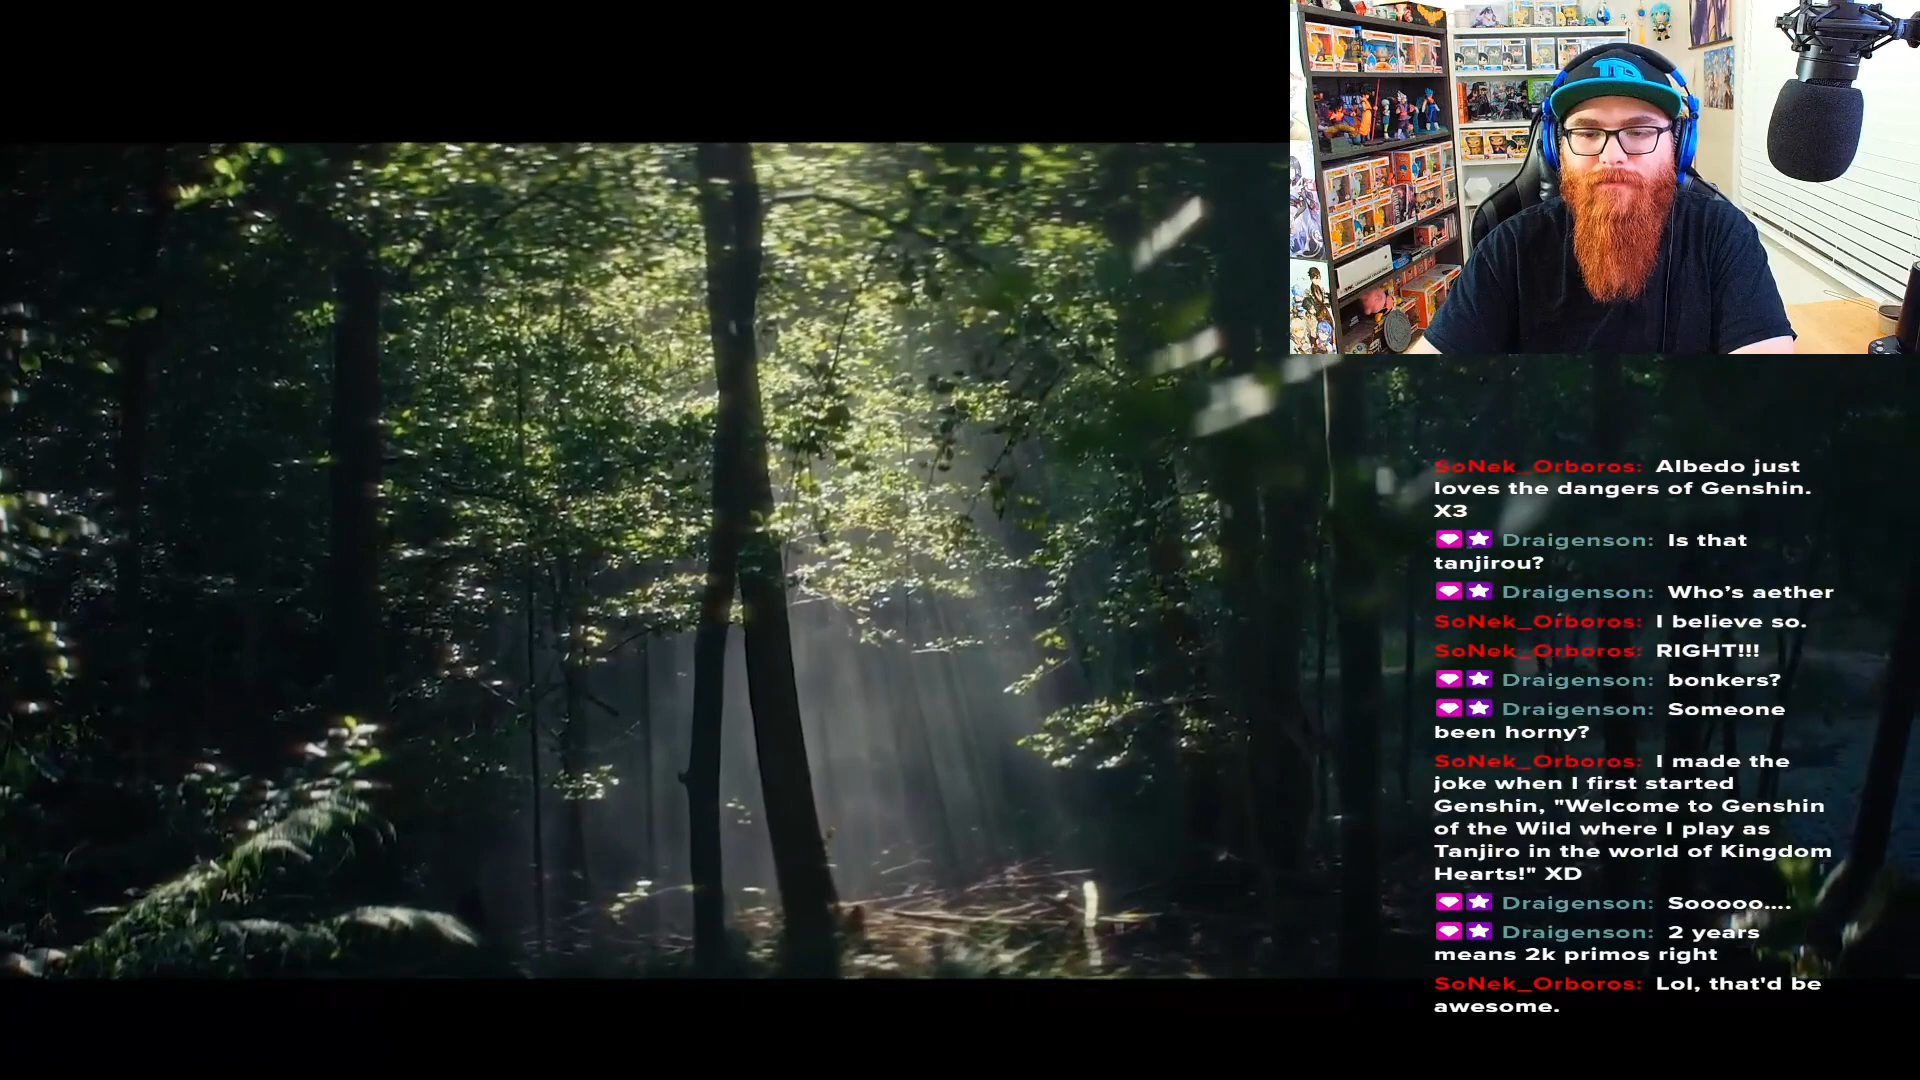 SoNek_Orboros: Albedo just
loves the dangers of Genshin.
X3
Draigenson: Is that
tanjirou?
Draigenson: Who's aether
SoNek_Orboros: I believe so.
SoNek_Orboros: RIGHT!!!
Draigenson: bonkers?
Draigenson: Someone
been horny?
SoNek_Orboros: I made the
joke when I first started
Genshin, "Welcome to Genshin
of the Wild where I play as
Tanjiro in the world of Kingdom
Hearts!" XD
Draigenson: Sooooo....
Draigenson: 2 years
means 2k primos right
SoNek_Orboros: Lol, that'd be
awesome.